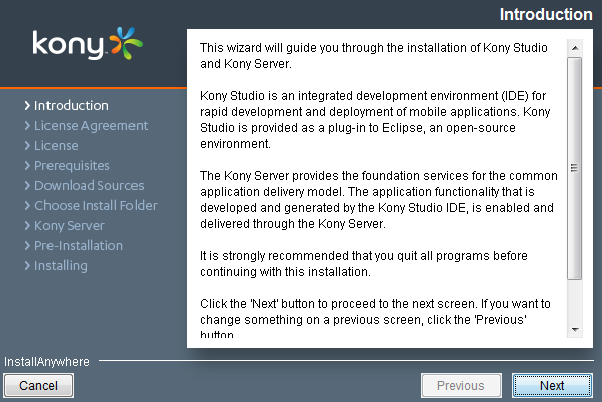 Introduction
kony
This wizard will guide you through the installation of Kony Studio
and Kony Server.
Kony Studio is an integrated development environment (IDE) for
rapid development and deployment of mobile applications. Kony
Studio is provided as a plug-in to Eclipse, an open-source
environment.
The Kony Server provides the foundation services for the common
application delivery model. The application functionality that is
developed and generated by the Kony Studio IDE, is enabled and
delivered through the Kony Server.
It is strongly recommended that you quit all programs before
continuing with this installation.
Click the 'Next' button to proceed to the next screen. If you want to
change something on a previous screen, click the 'Previous'
button
Introduction
License Agreement
License
Prerequisites
Download Sources
Choose Install Folder
Kony Server
Pre-Installation
Installing
InstallAnywhere
Cancel
Previous
Next